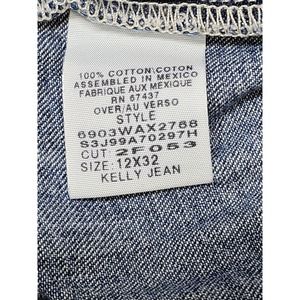 100% COTTON\COTON
ASSEMBLED IN MEXICO
FABRIQUE AUX MEXIQUE
RN 67437
OVER/AU VERSO
STYLE
6903WAX2768
S3J99A70297H
CUT 2F053
SIZE: 12X32
KELLY JEAN